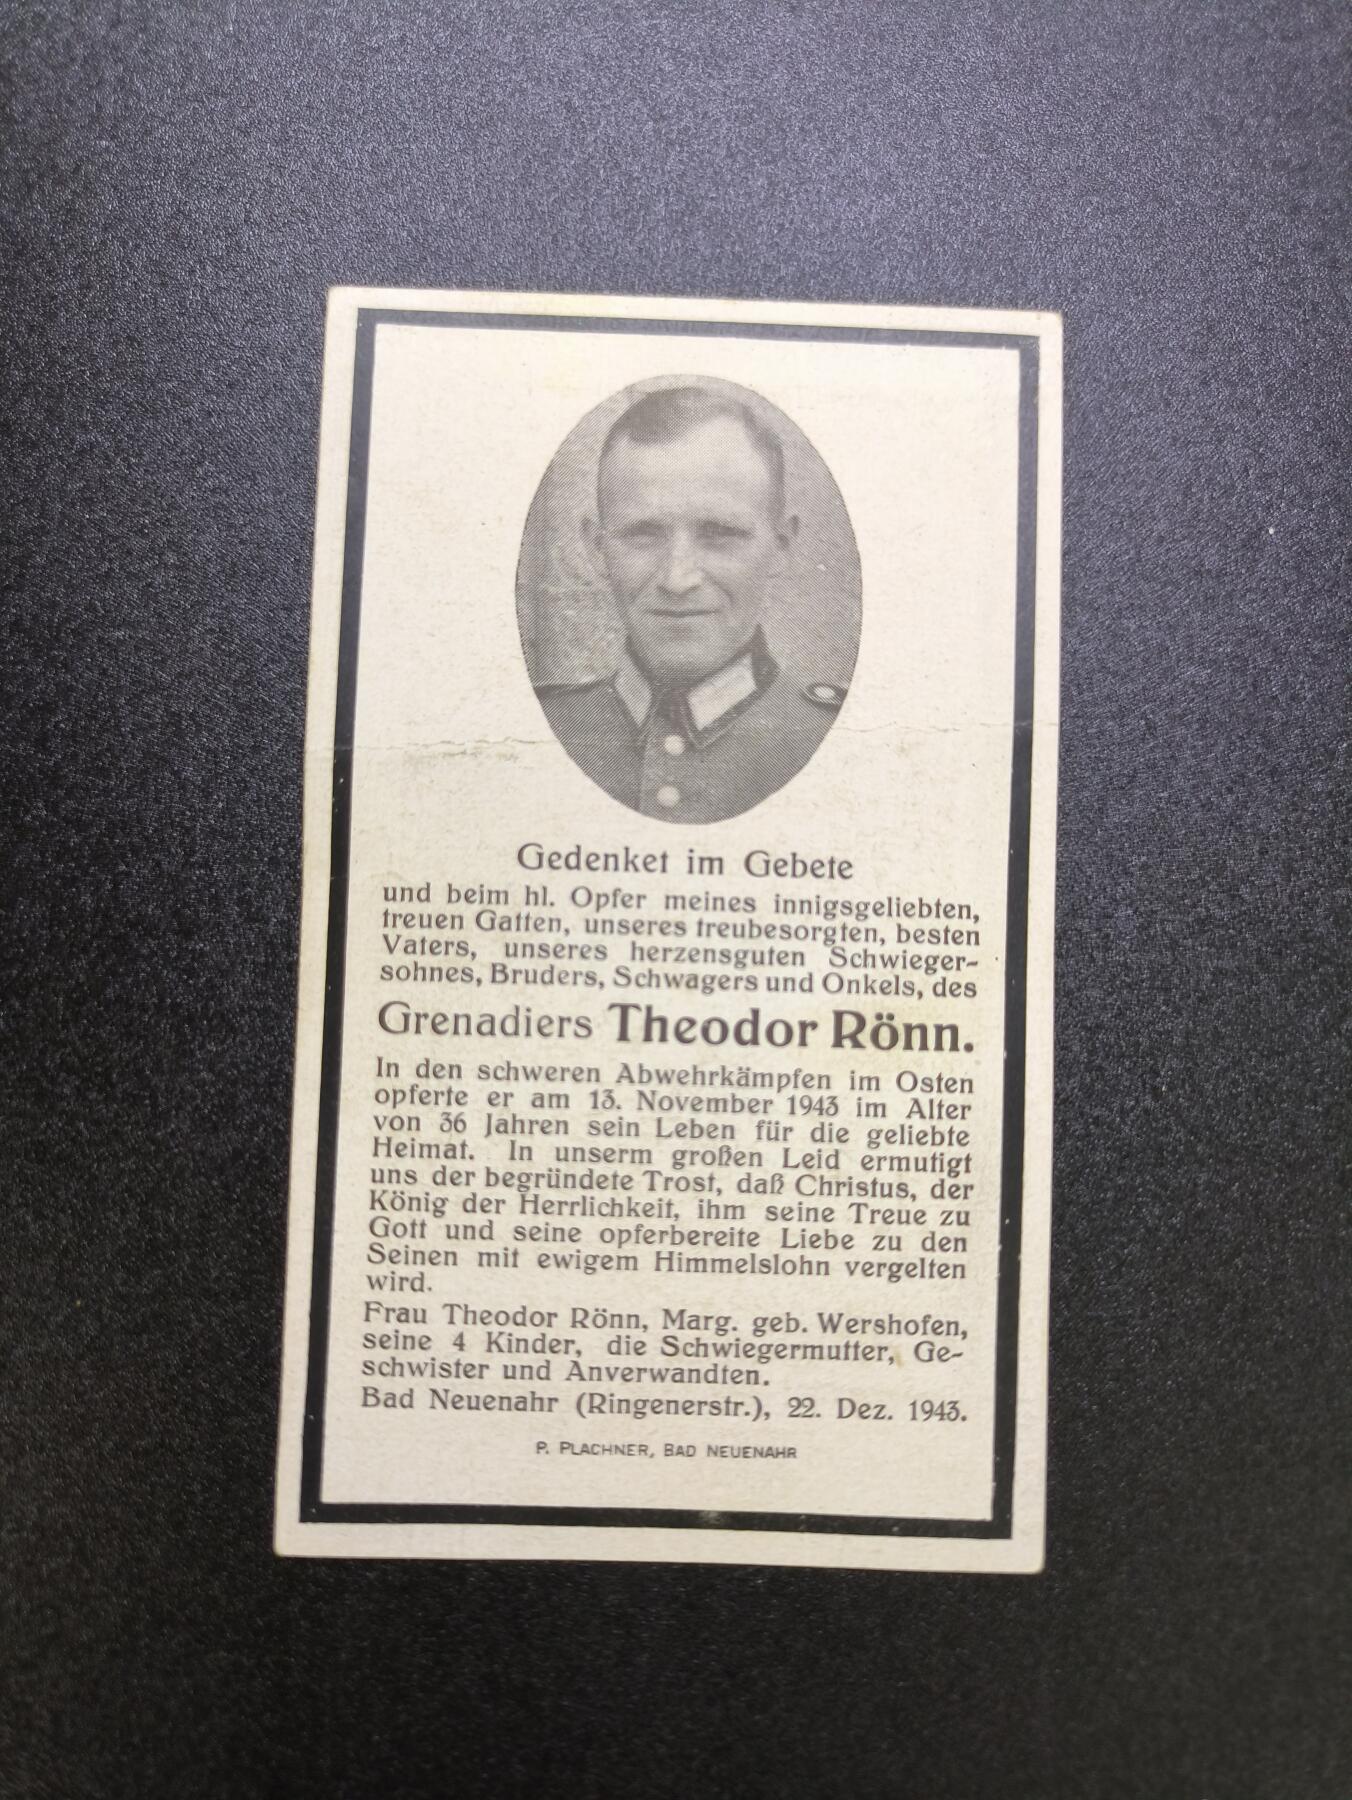 Gedenket im Gebete
und beim hl. Opfer meines innigsgeliebten,
treuen Gatten, unseres treubesorgten, besten
Vaters, unseres herzensguten Schwieger-
sohnes, Bruders, Schwagers und Onkels, des
Grenadiers Theodor Rönn.
In den schweren Abwehrkämpfen im Osten
opferte er am 13. November 1943 im Alter
von 36 Jahren sein Leben für die geliebte
Heimat. In unserm großen Leid ermutigt
uns der begründete Trost, daß Christus, der
König der Herrlichkeit, ihm seine Treue zu
Gott und seine opferbereite Liebe zu den
Seinen mit ewigem Himmelslohn vergelten
wird.
Frau Theodor Rönn, Marg. geb. Wershofen,
seine 4 Kinder, die Schwiegermutter, Ge-
schwister und Anverwandten.
Bad Neuenahr (Ringenerstr.), 22. Dez. 1943.
P. PLACHNER, BAD NEUENAHR